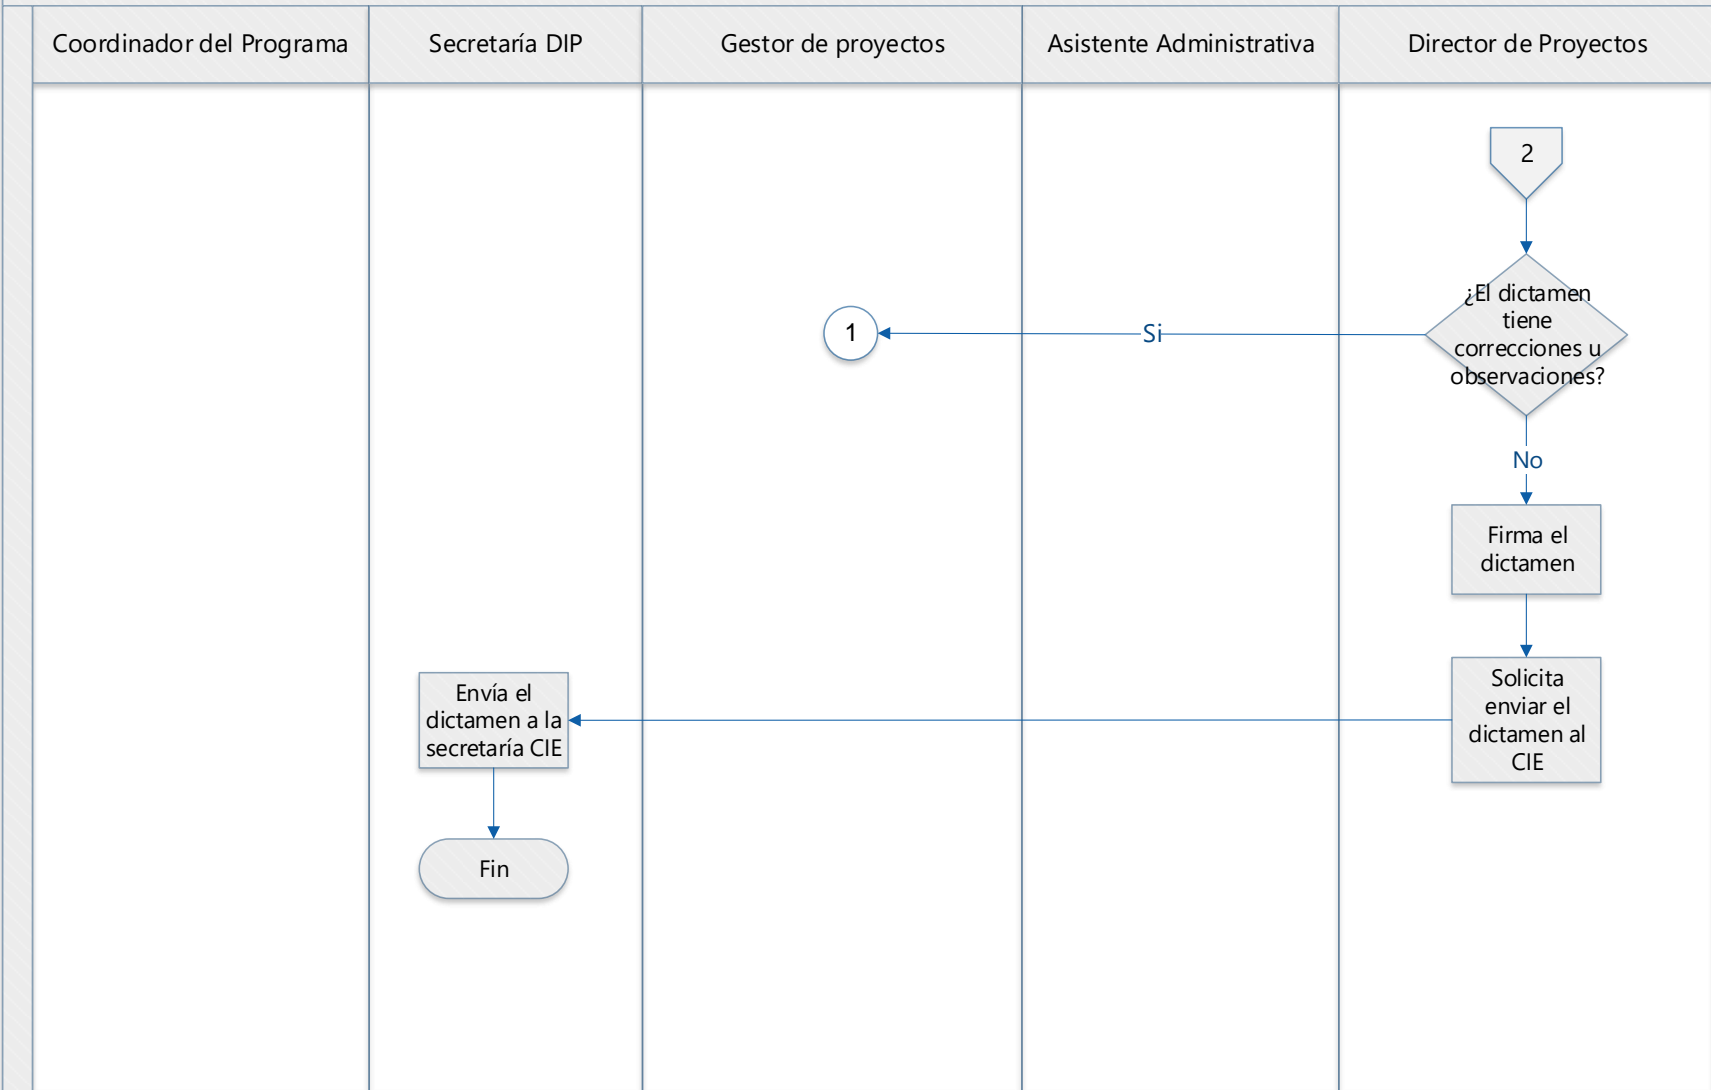 Coordinador del Programa
Secretaría DIP
Gestor de proyectos
Asistente Administrativa
Director de Proyectos
2
¿El dictamen
tiene
correcciones u
observaciones?
Si
1
No
Firma el
dictamen
Solicita
enviar el
dictamen al
CIE
Envía el
dictamen a la
secretaría CIE
Fin